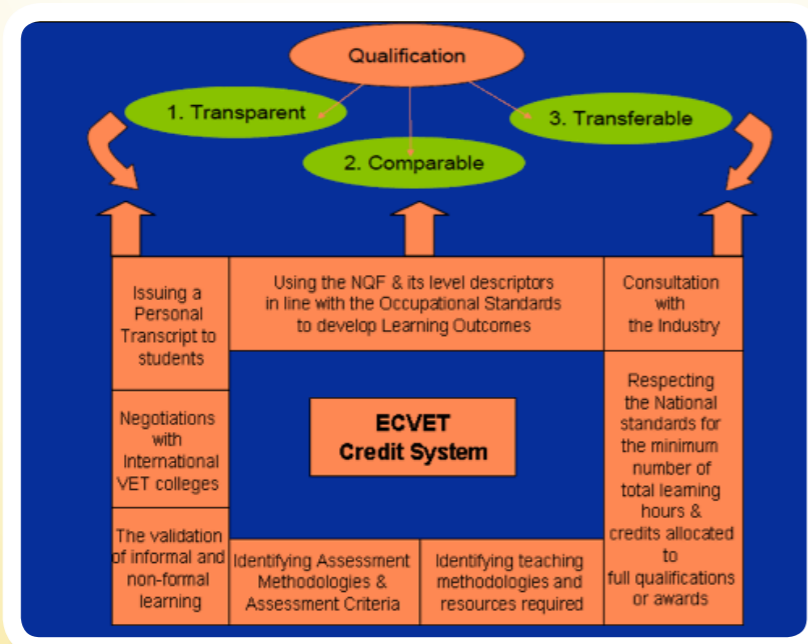 Qualification
1. Transparent
3. Transferable
2. Comparable
Issuing a
Personal
Transcript to
students
Using the NQF & its level descriptors
in line with the Occupational Standards
to develop Learning Outcomes
Consultation
with
the Industry
Negotiations
with
International
VET colleges
ECVET
Credit System
Respecting
the National
standards for
the minimum
number of
total learning
hours &
credits allocated
to
full qualifications
or awards
The validation
of informal and
non-formal
learning
Identifying Assessment
Methodologies &
Assessment Criteria
Identifying teaching
methodologies and
resources required